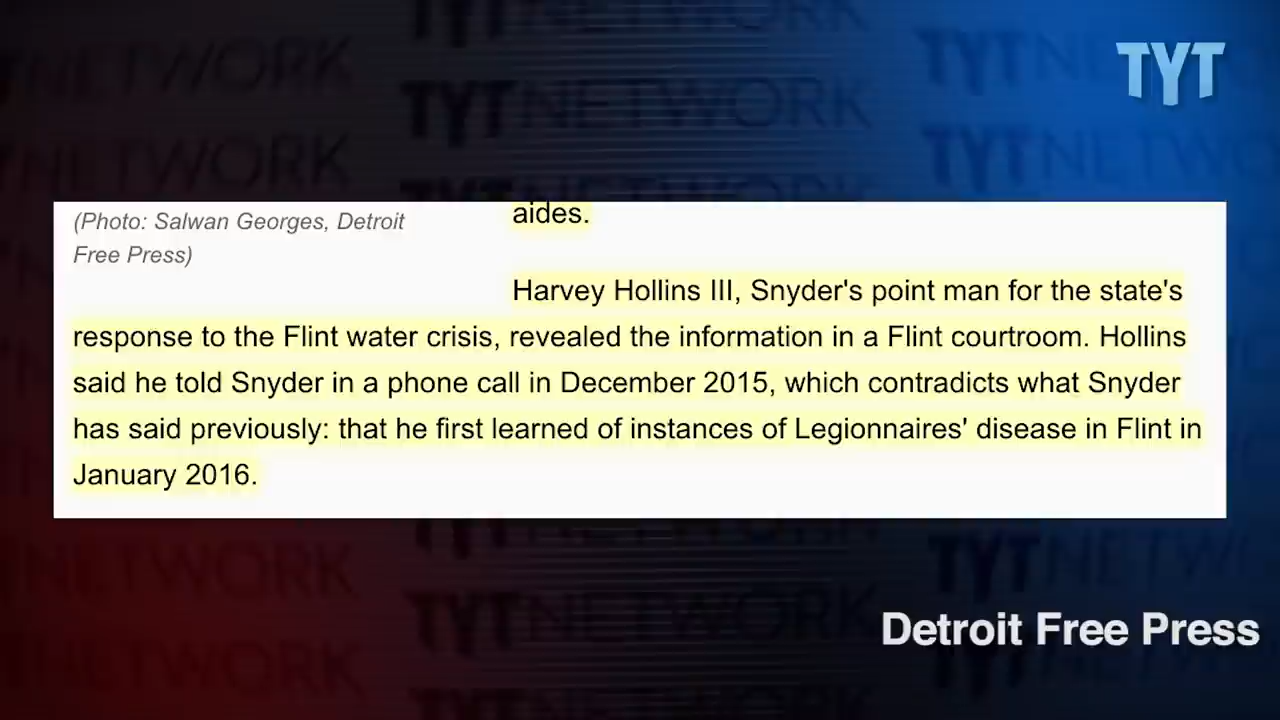 TYT
(Photo: Salwan Georges, Detroit
Free Press)
aides.
Harvey Hollins III, Snyder's point man for the state's
response to the Flint water crisis, revealed the information in a Flint courtroom. Hollins
said he told Snyder in a phone call in December 2015, which contradicts what Snyder
has said previously: that he first learned of instances of Legionnaires' disease in Flint in
January 2016.
Detroit Free Press
TYTNETWORK